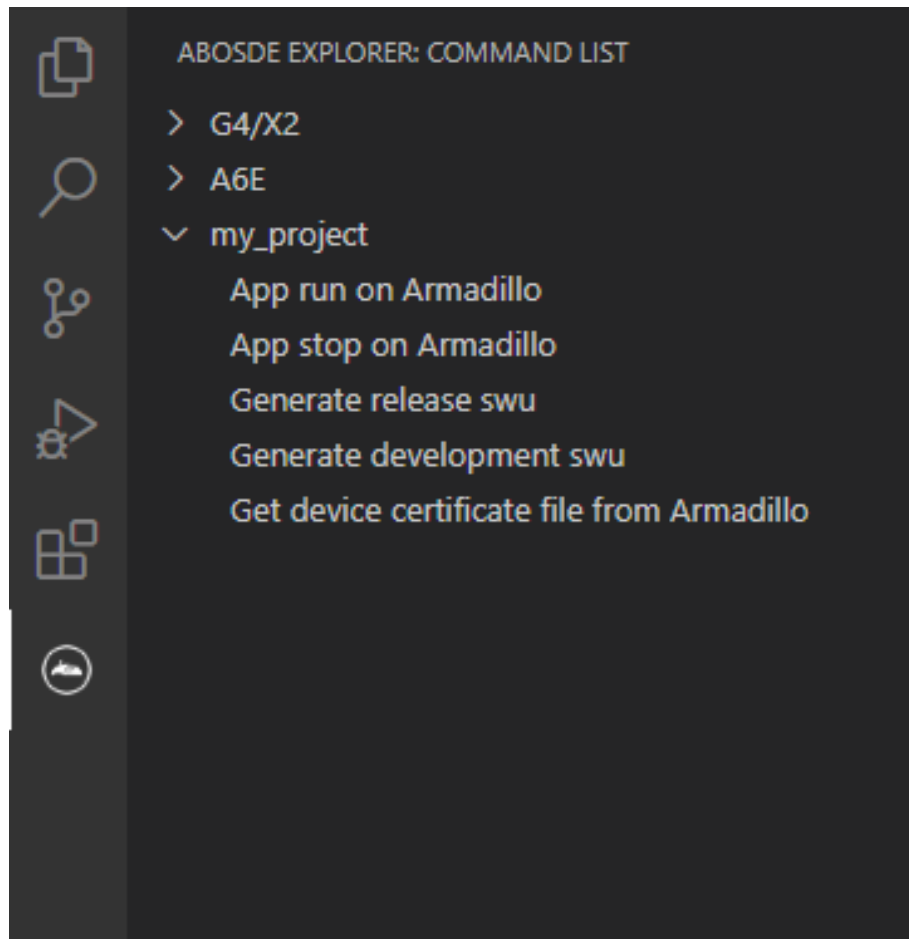 ABOSDE EXPLORER: COMMAND LIST
G4/X2
A6E
my_project
App run on Armadillo
App stop on Armadillo
Generate release swu
Generate development swu
Get device certificate file from Armadillo